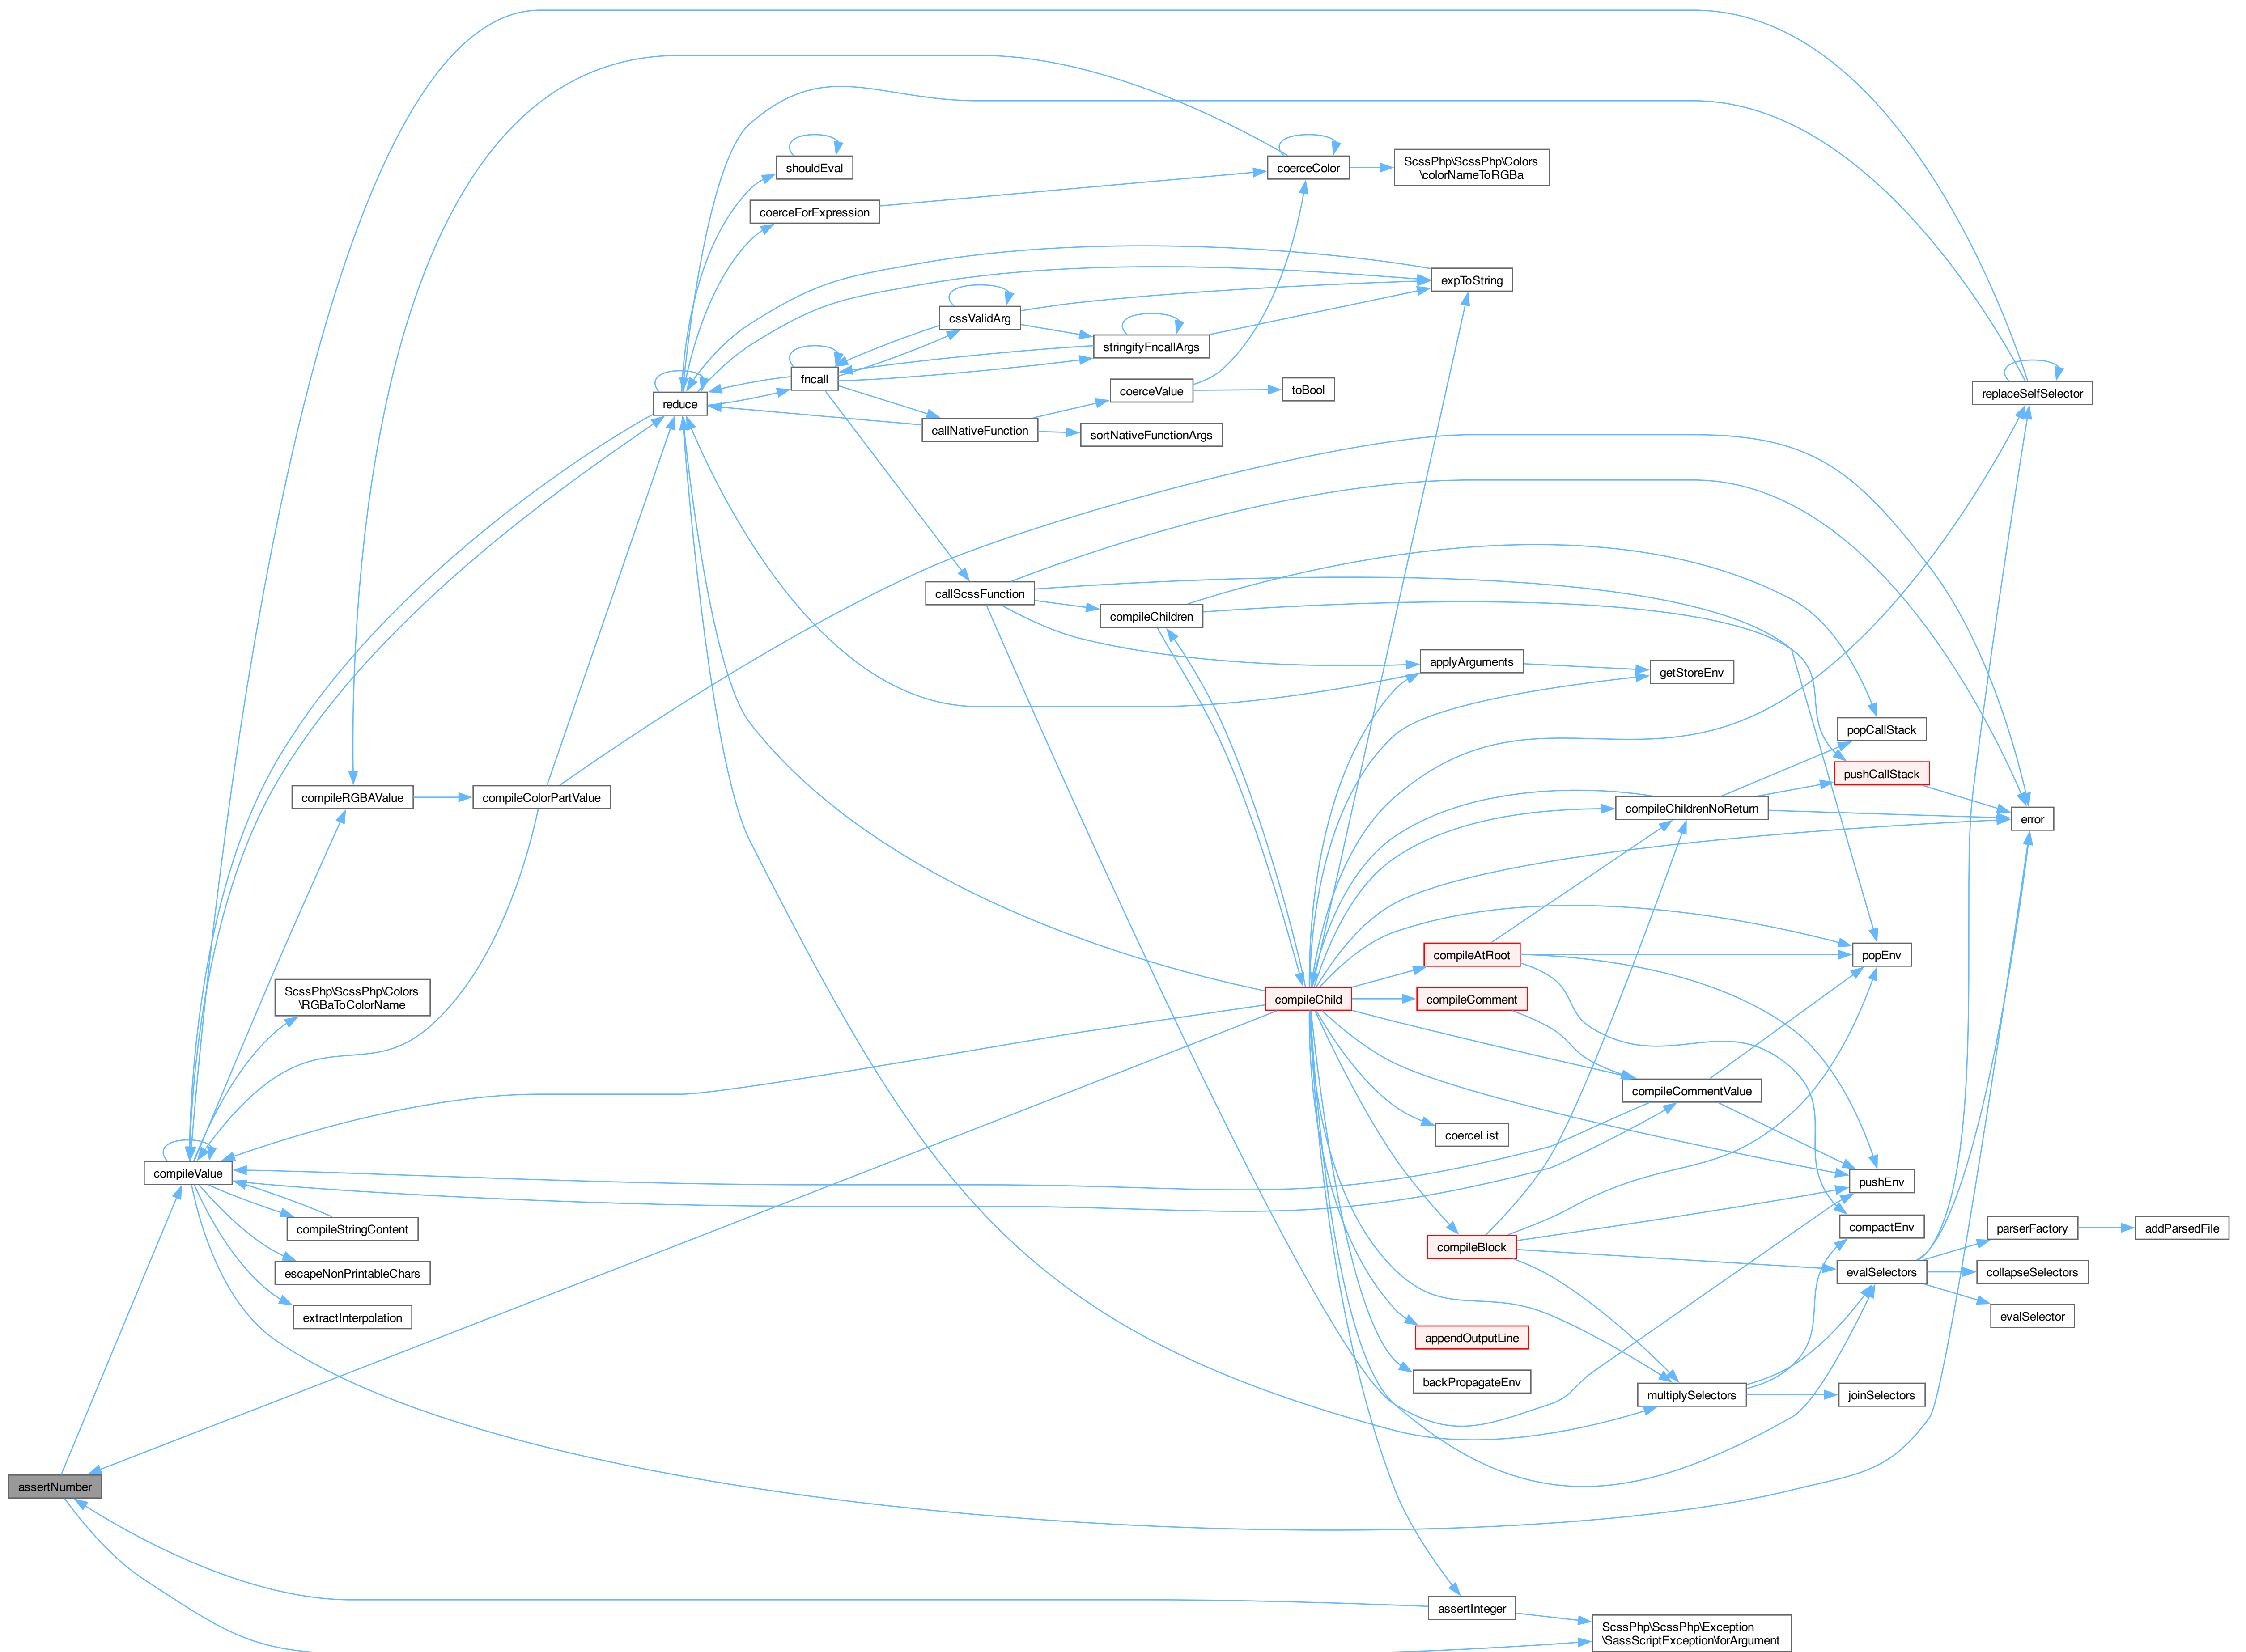 shouldEval
coerceColor
ScssPhp\ScssPhp\Colors
\colorNameToRGBa
coerceForExpression
expToString
cssValidArg
stringifyFncallArgs
fncall
reduce
coerceValue
toBool
replaceSelfSelector
callNativeFunction
sortNativeFunctionArgs
callScssFunction
compileChildren
applyArguments
getStoreEnv
popCallStack
pushCallStack
compileRGBAValue
compileColorPartValue
compileChildrenNoReturn
error
compileAtRoot
popEnv
ScssPhp\ScssPhp\Colors
\RGBaToColorName
compileChild
compileComment
compileCommentValue
coerceList
compileValue
pushEnv
compileStringContent
compactEnv
parserFactory
addParsedFile
compileBlock
escapeNonPrintableChars
evalSelectors
collapseSelectors
extractInterpolation
evalSelector
appendOutputLine
backPropagateEnv
multiplySelectors
joinSelectors
assertNumber
assertInteger
ScssPhp\ScssPhp\Exception
\SassScriptException\forArgument